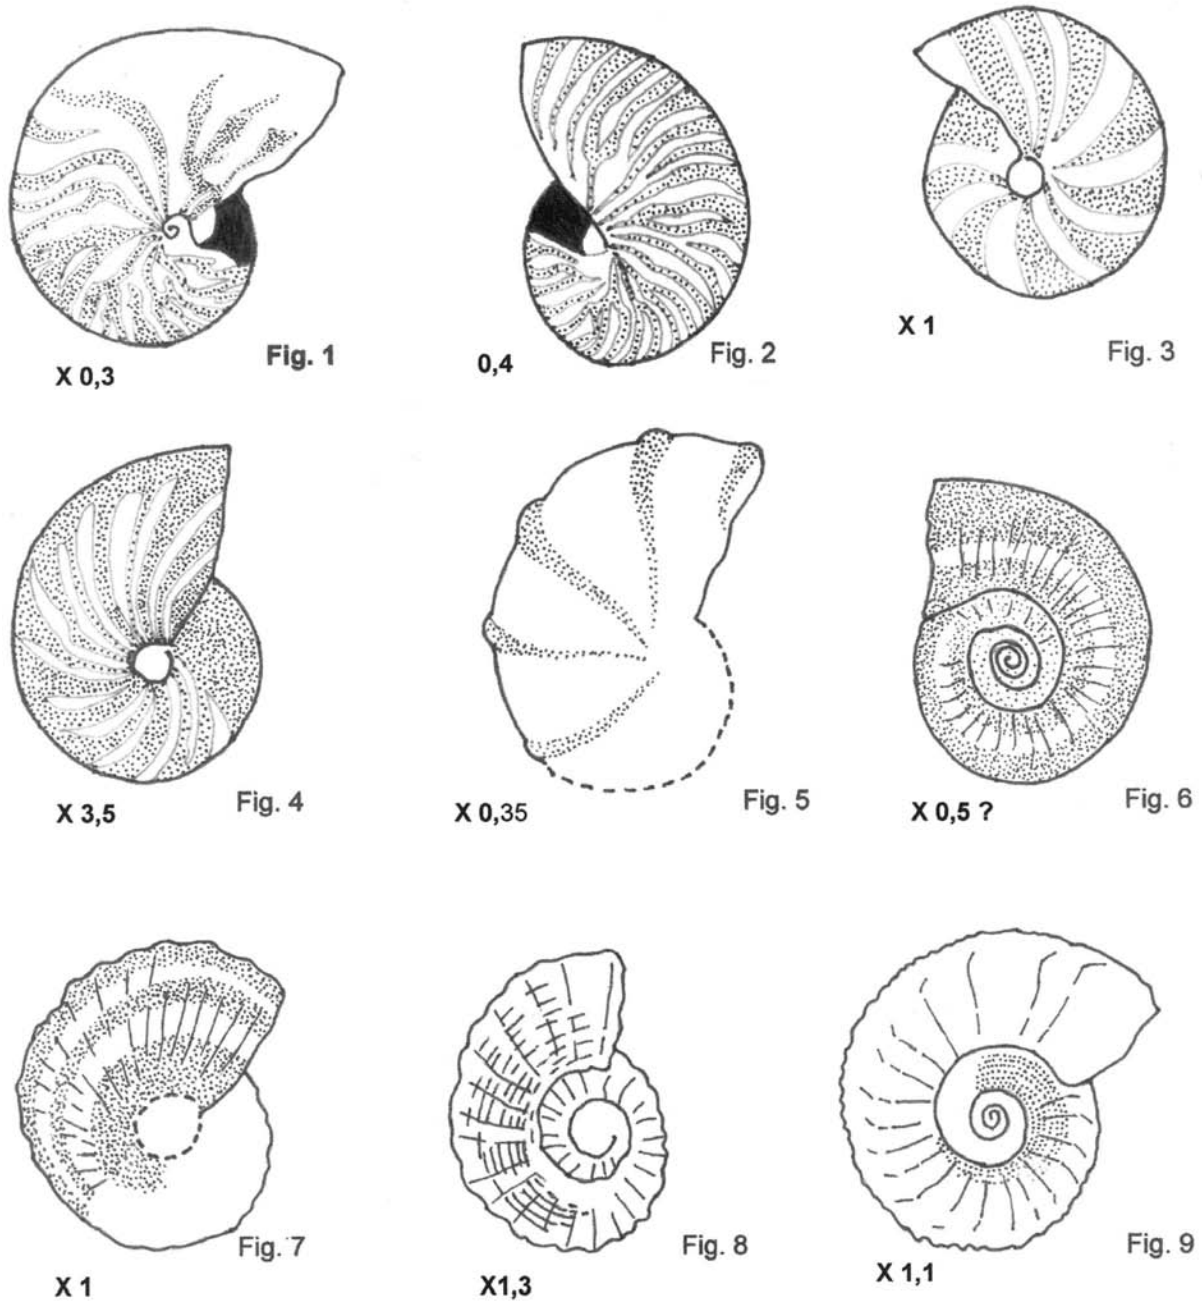 X 0,3
Fig. 1
0,4
Fig. 2
X 1
Fig. 3
X 3,5
Fig. 4
X 0,35
Fig. 5
X 0,5 ?
Fig. 6
X 1
Fig. 7
X1,3
Fig. 8
X 1,1
Fig. 9